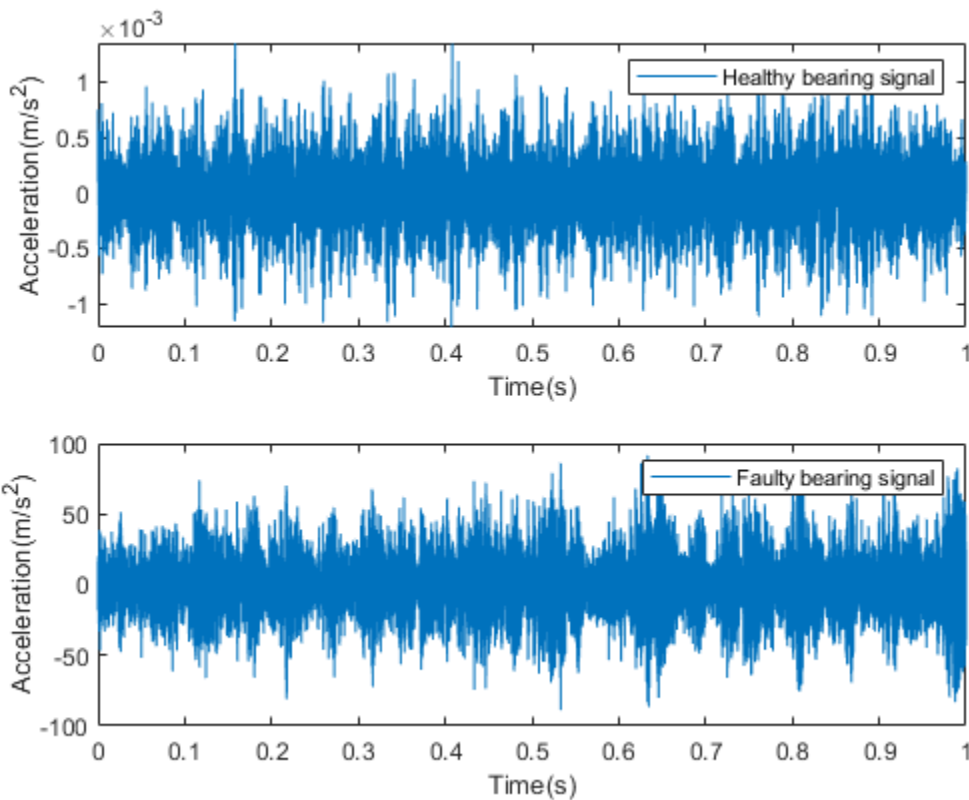 ×10⁻³
Acceleration(m/s²)
1
0.5
0
-0.5
-1
Healthy bearing signal
0 0.1 0.2 0.3 0.4 0.5 0.6 0.7 0.8 0.9 1
Time(s)
Acceleration(m/s²)
100
50
0
-50
-100
Faulty bearing signal
0 0.1 0.2 0.3 0.4 0.5 0.6 0.7 0.8 0.9 1
Time(s)